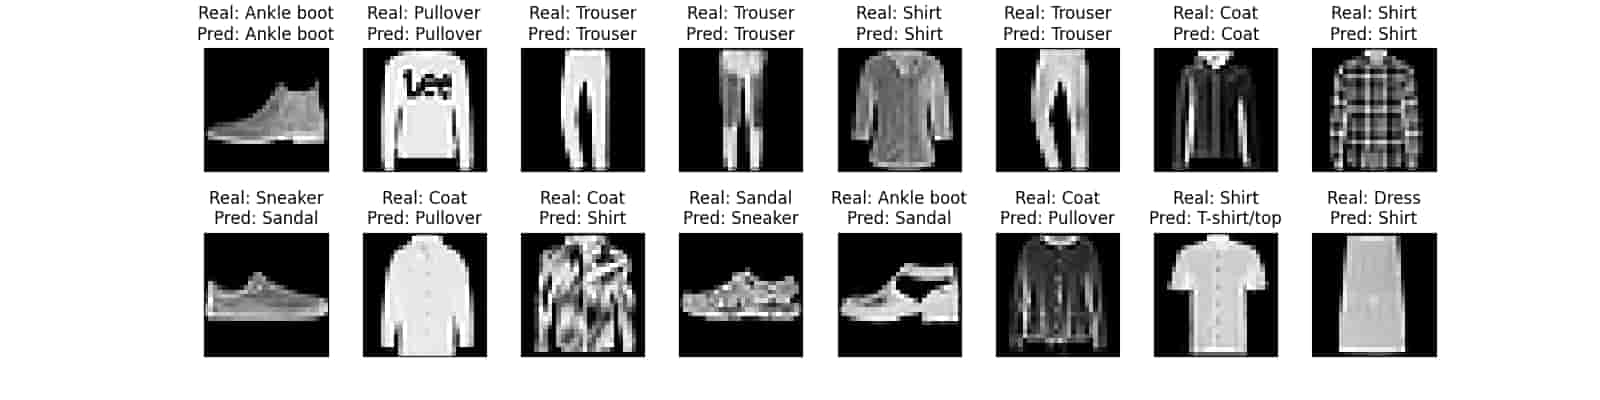 Real: Ankle boot
Pred: Ankle boot
Real: Pullover
Pred: Pullover
Real: Trouser
Pred: Trouser
Real: Trouser
Pred: Trouser
Real: Shirt
Pred: Shirt
Real: Trouser
Pred: Trouser
Real: Coat
Pred: Coat
Real: Shirt
Pred: Shirt
Lee
Real: Sneaker
Pred: Sandal
Real: Coat
Pred: Pullover
Real: Coat
Pred: Shirt
Real: Sandal
Pred: Sneaker
Real: Ankle boot
Pred: Sandal
Real: Coat
Pred: Pullover
Real: Shirt
Pred: T-shirt/top
Real: Dress
Pred: Shirt